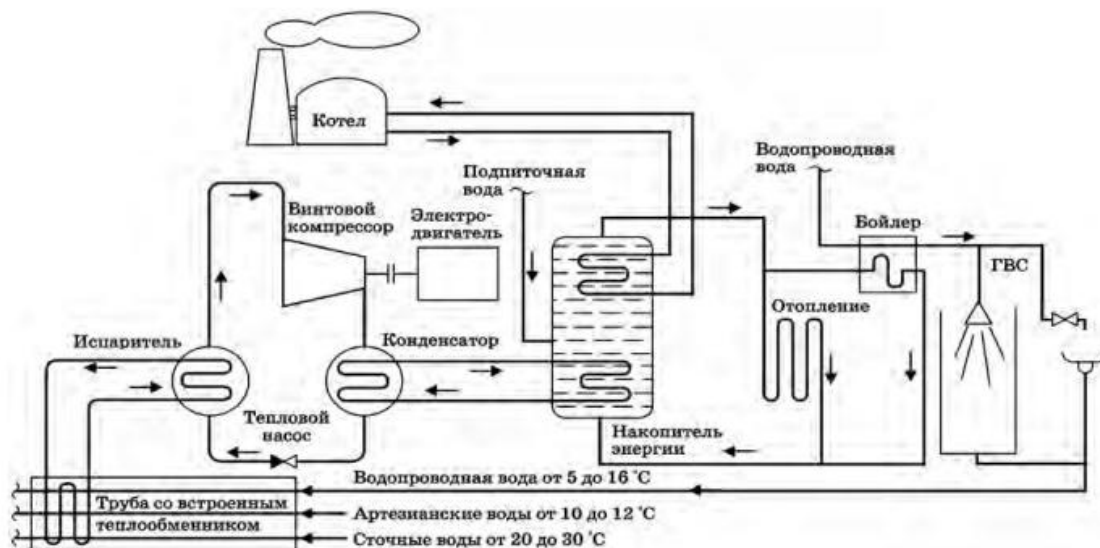 Котел
Подпиточная
вода
Водопроводная
вода
Винтовой
компрессор
Электро-
двигатель
Бойлер
ГВС
Отопление
Испаритель
Конденсатор
Тепловой
насос
Накопитель
энергии
Водопроводная вода от 5 до 16 °C
Труба со встроенным
теплообменником
Артезианские воды от 10 до 12 °C
Сточные воды от 20 до 30 °C